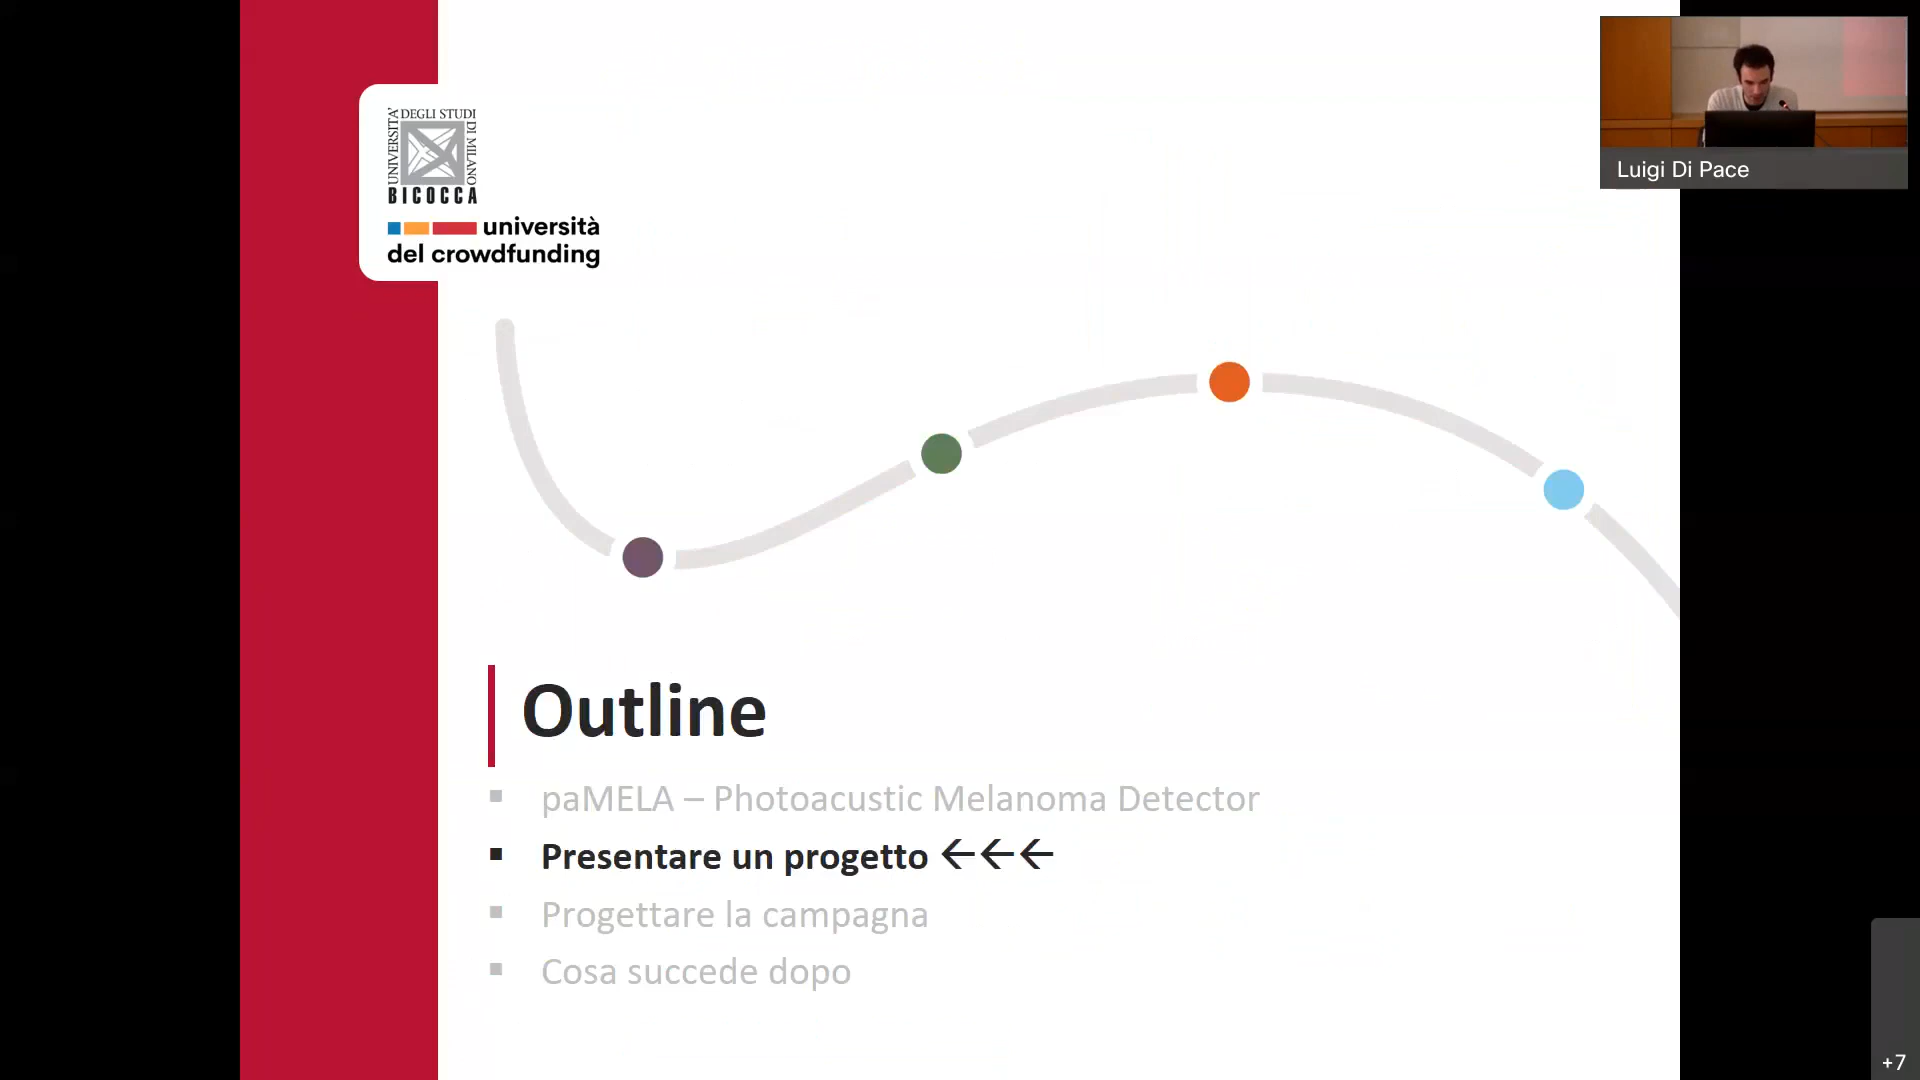 UNIVERSITA'
DEGLI STUDI
DI MILANO
BICOCCA
università
del crowdfunding
Luigi Di Pace
Outline
▪ paMELA – Photoacustic Melanoma Detector
▪ Presentare un progetto ←←←
▪ Progettare la campagna
▪ Cosa succede dopo
+7